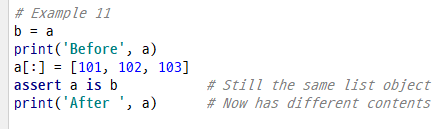 # Example 11
b = a
print('Before', a)
a[:] = [101, 102, 103]
assert a is b # Still the same list object
print('After ', a) # Now has different contents